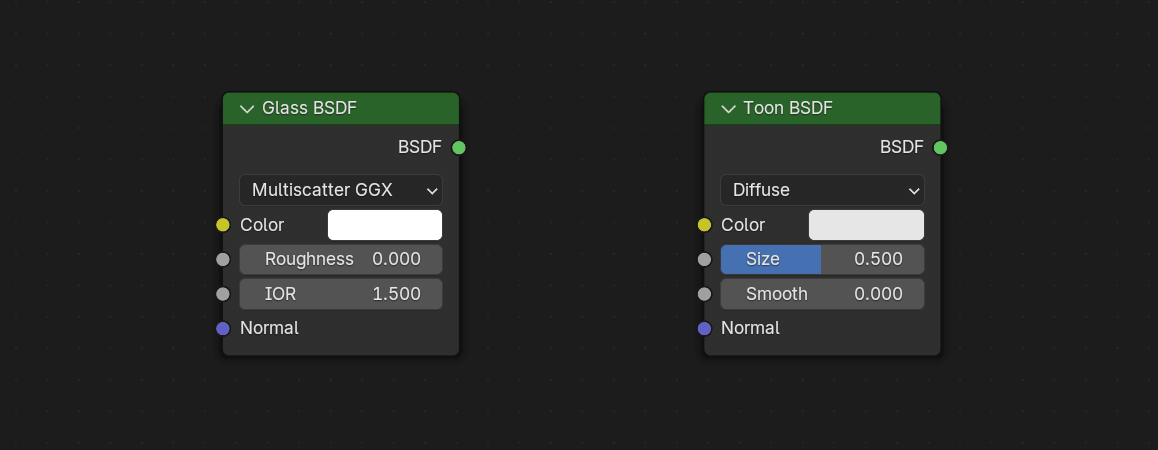 Glass BSDF
BSDF
Multiscatter GGX
Color
Roughness 0.000
IOR 1.500
Normal
Toon BSDF
BSDF
Diffuse
Color
Size 0.500
Smooth 0.000
Normal